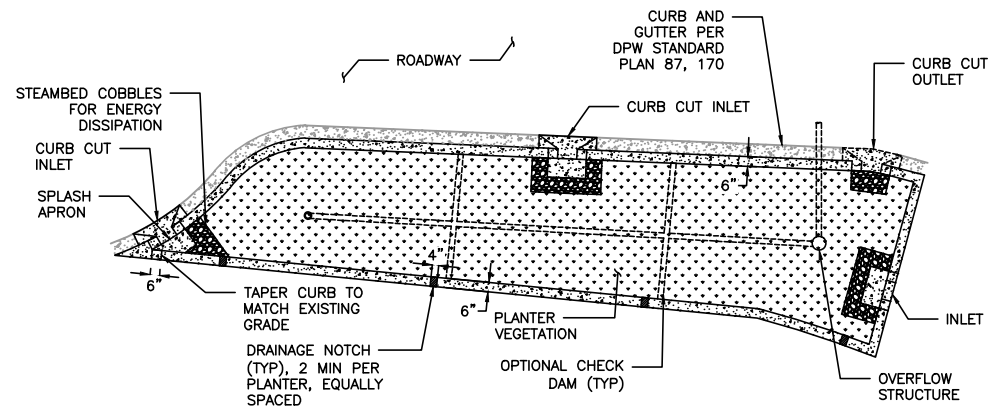 CURB AND
GUTTER PER
DPW STANDARD
PLAN 87, 170
ROADWAY
CURB CUT
OUTLET
STEAMBED COBBLES
FOR ENERGY
DISSIPATION
CURB CUT INLET
CURB CUT
INLET
SPLASH
APRON
6"
6"
TAPER CURB TO
MATCH EXISTING
GRADE
4"
6"
PLANTER
VEGETATION
INLET
DRAINAGE NOTCH
(TYP), 2 MIN PER
PLANTER, EQUALLY
SPACED
OPTIONAL CHECK
DAM (TYP)
OVERFLOW
STRUCTURE